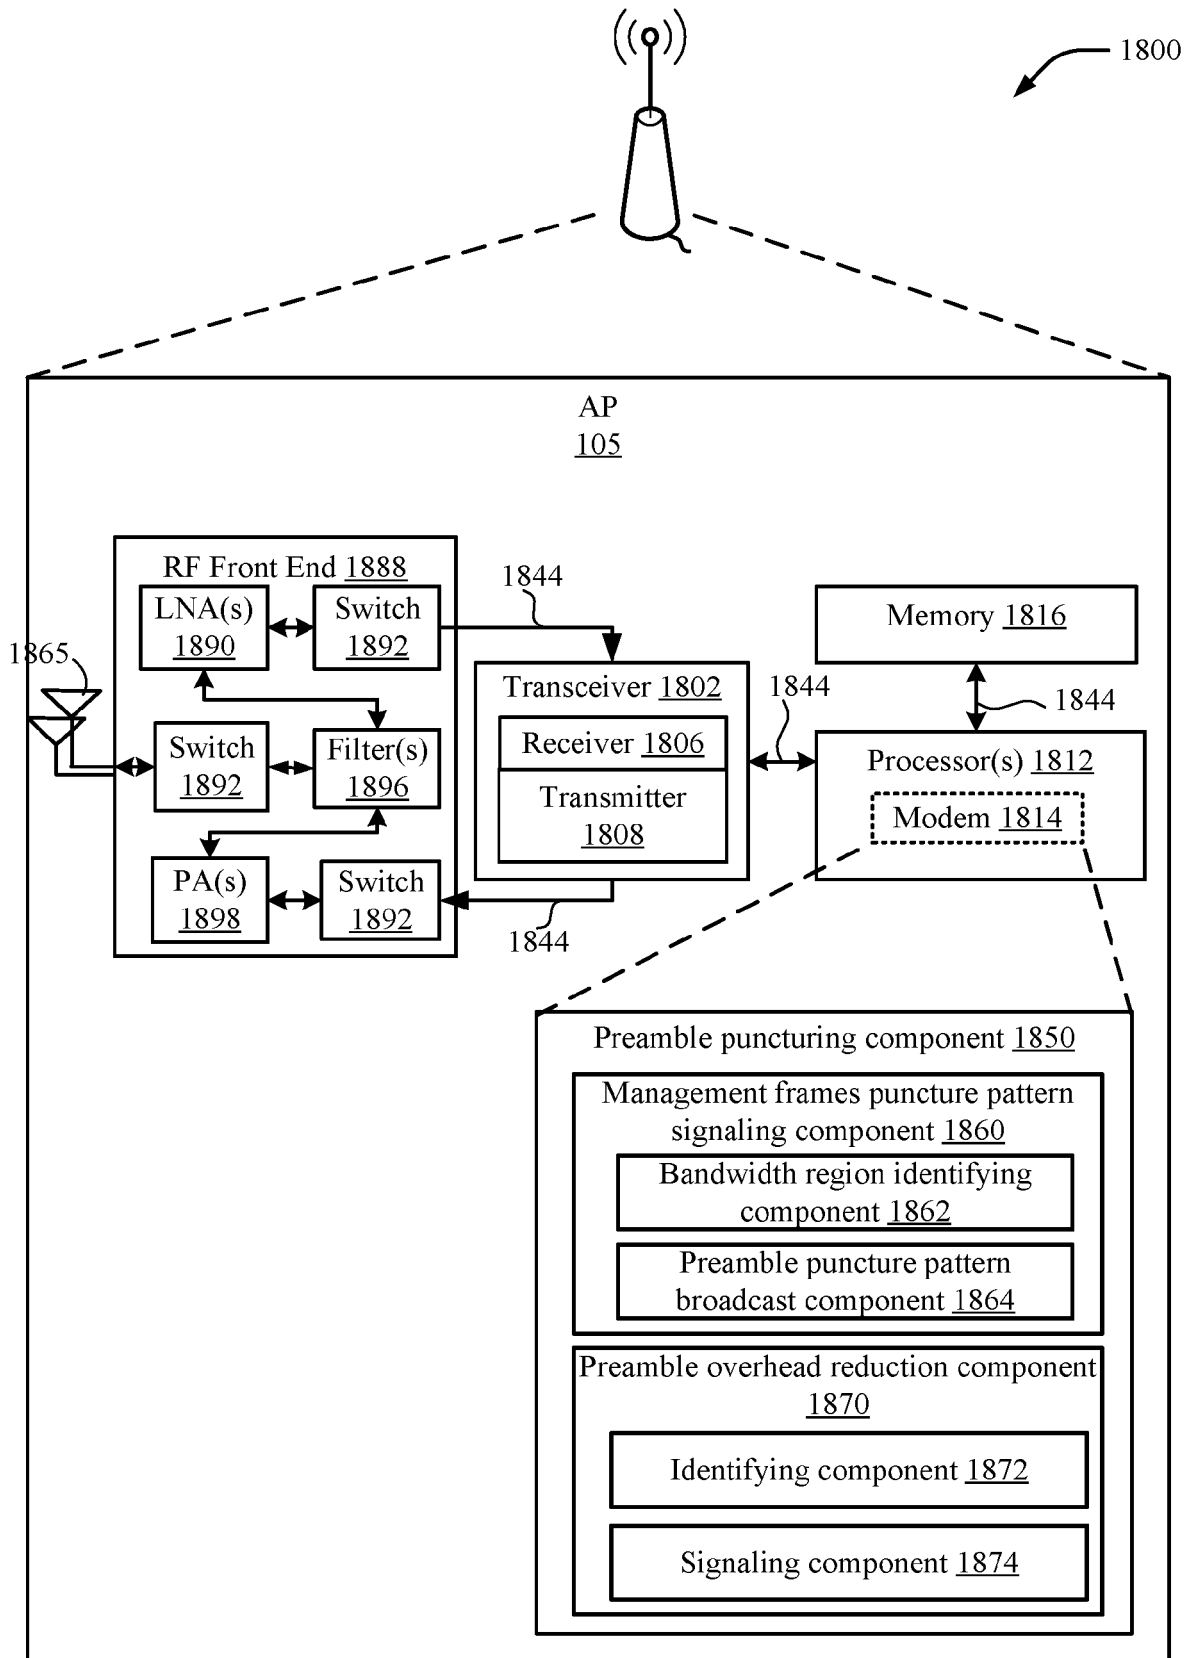 1800
AP
105
RF Front End 1888
LNA(s)
1890
Switch
1892
1844
Memory 1816
1865
Transceiver 1802
1844
1844
Switch
1892
Filter(s)
1896
Receiver 1806
Processor(s) 1812
Transmitter
1808
Modem 1814
PA(s)
1898
Switch
1892
1844
Preamble puncturing component 1850
Management frames puncture pattern
signaling component 1860
Bandwidth region identifying
component 1862
Preamble puncture pattern
broadcast component 1864
Preamble overhead reduction component
1870
Identifying component 1872
Signaling component 1874